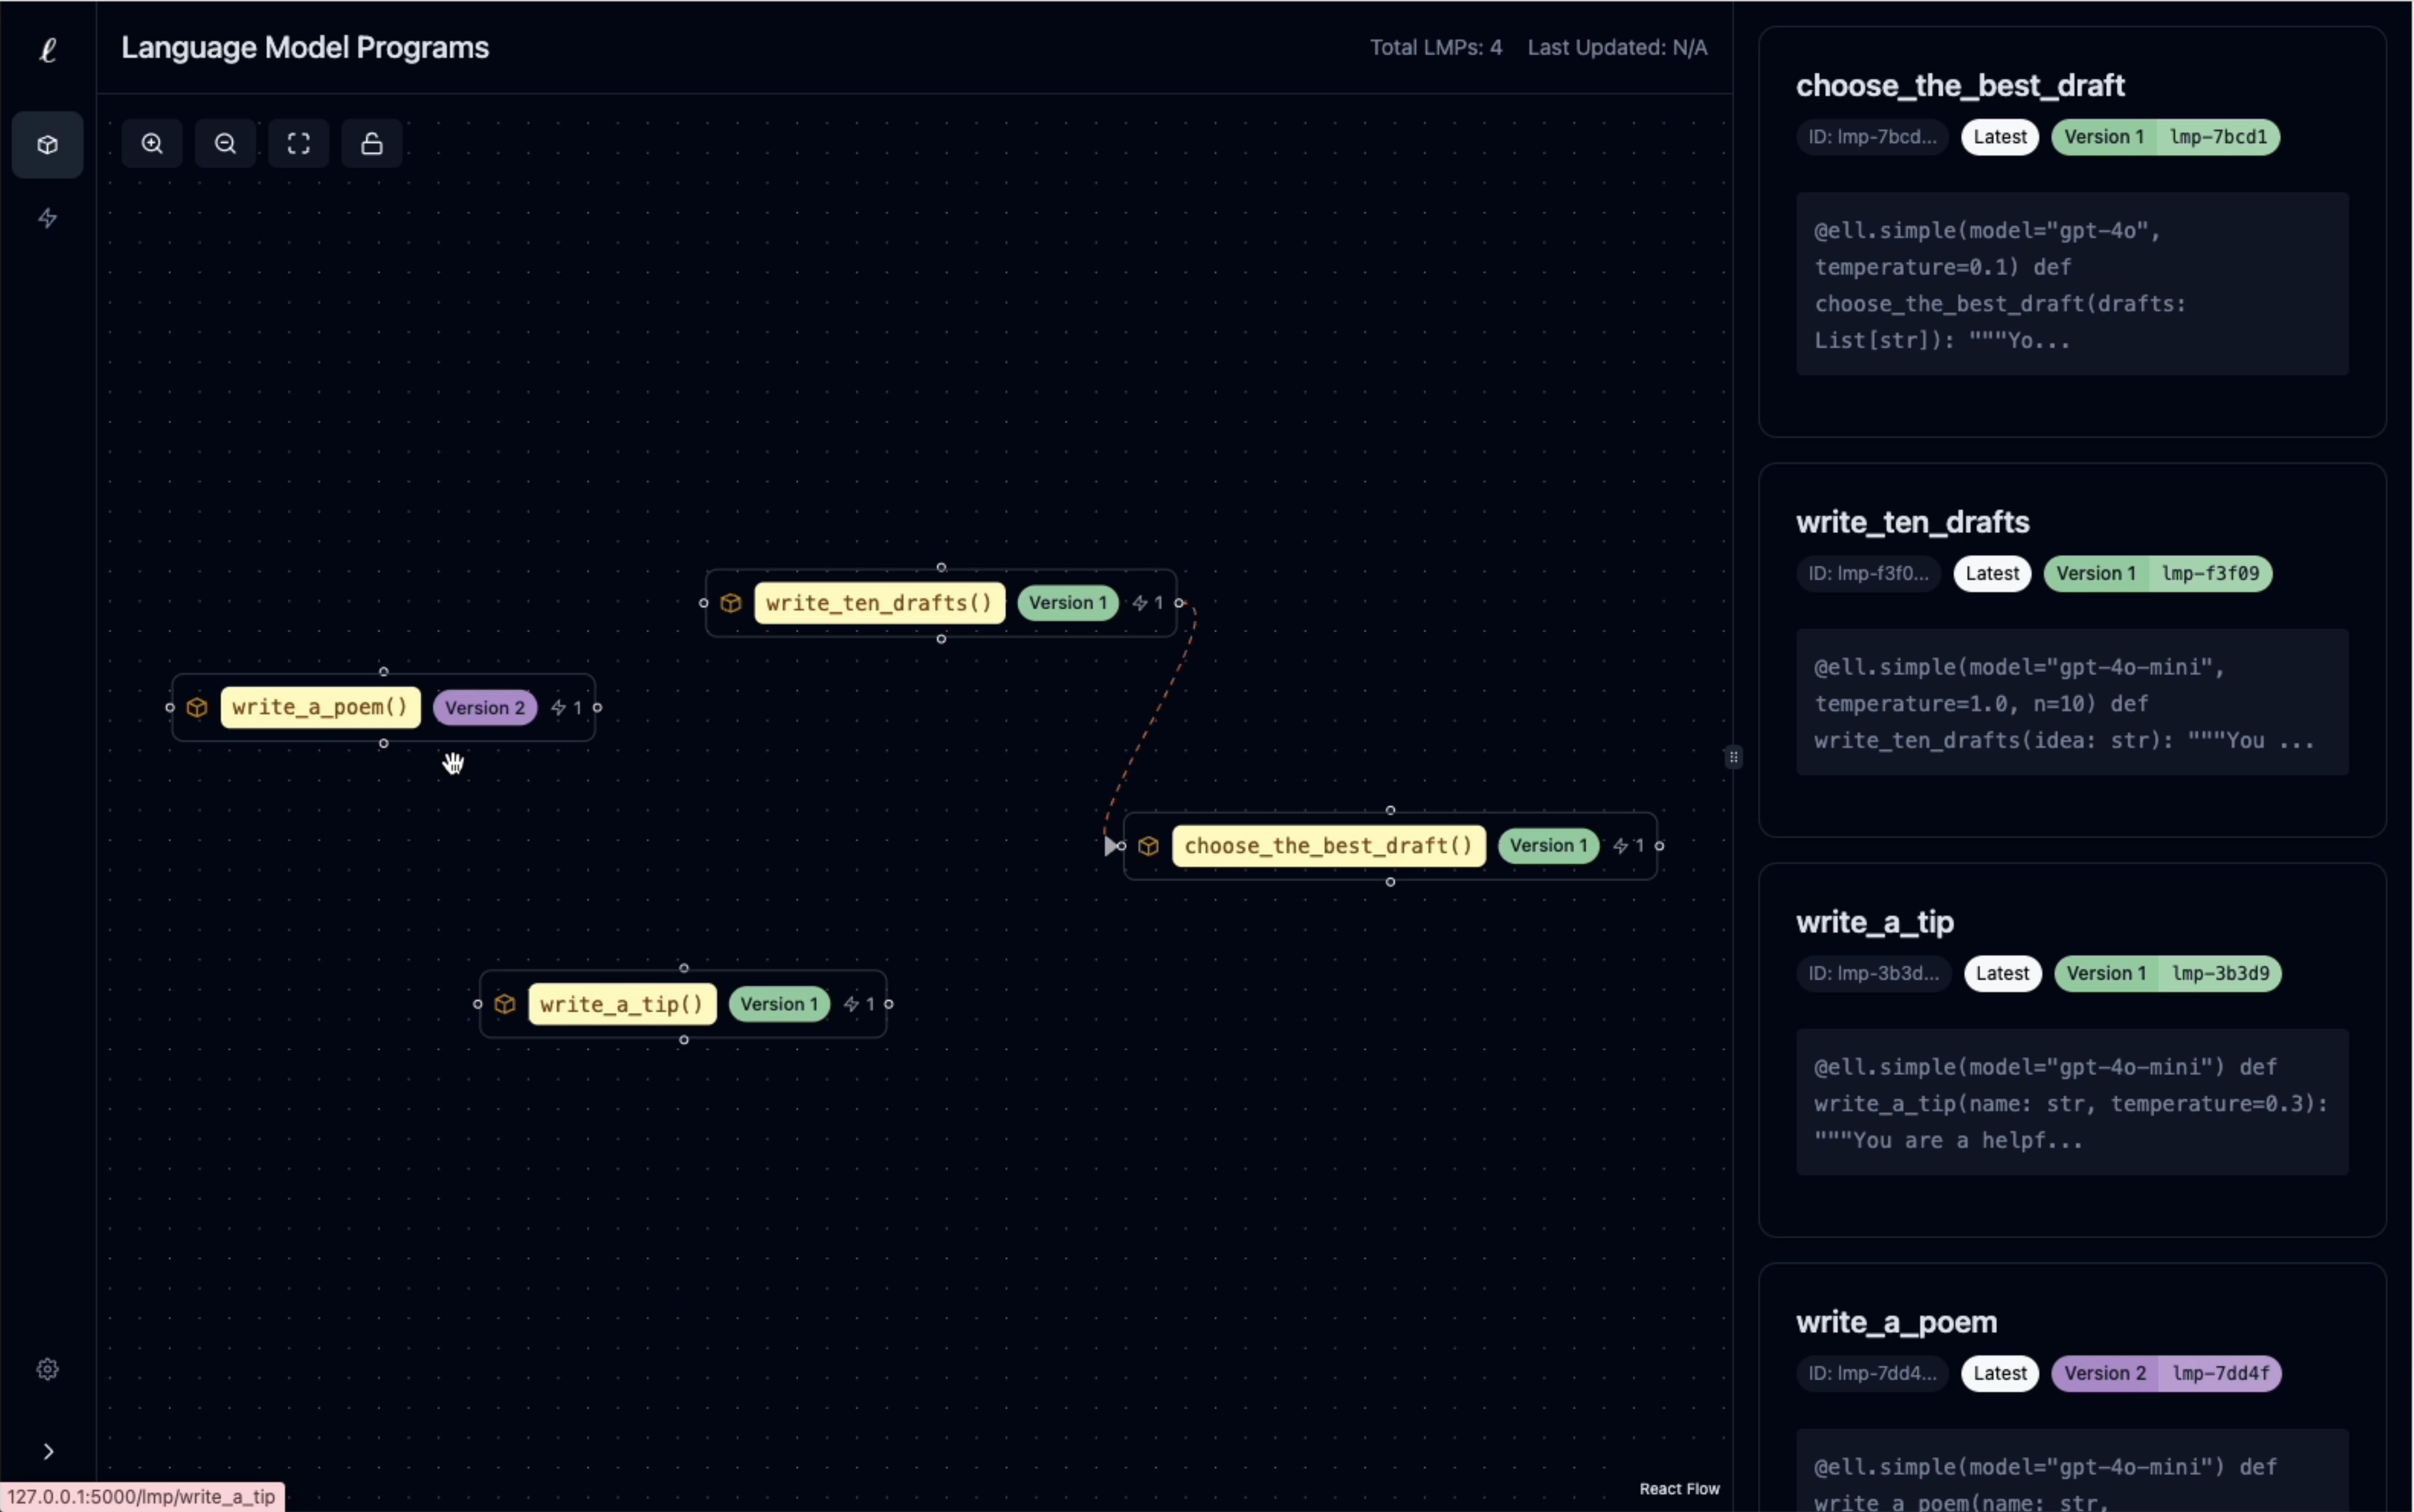 ℓ
Language Model Programs
Total LMPs: 4 Last Updated: N/A
write_ten_drafts() Version 1 1
write_a_poem() Version 2 1
choose_the_best_draft() Version 1 1
write_a_tip() Version 1 1
React Flow
127.0.0.1:5000/lmp/write_a_tip
choose_the_best_draft
ID: lmp-7bcd... Latest Version 1 lmp-7bcd1
@ell.simple(model="gpt-4o",
temperature=0.1) def
choose_the_best_draft(drafts:
List[str]): """Yo...
write_ten_drafts
ID: lmp-f3f0... Latest Version 1 lmp-f3f09
@ell.simple(model="gpt-4o-mini",
temperature=1.0, n=10) def
write_ten_drafts(idea: str): """You ...
write_a_tip
ID: lmp-3b3d... Latest Version 1 lmp-3b3d9
@ell.simple(model="gpt-4o-mini") def
write_a_tip(name: str, temperature=0.3):
"""You are a helpf...
write_a_poem
ID: lmp-7dd4... Latest Version 2 lmp-7dd4f
@ell.simple(model="gpt-4o-mini") def
write_a_poem(name: str,